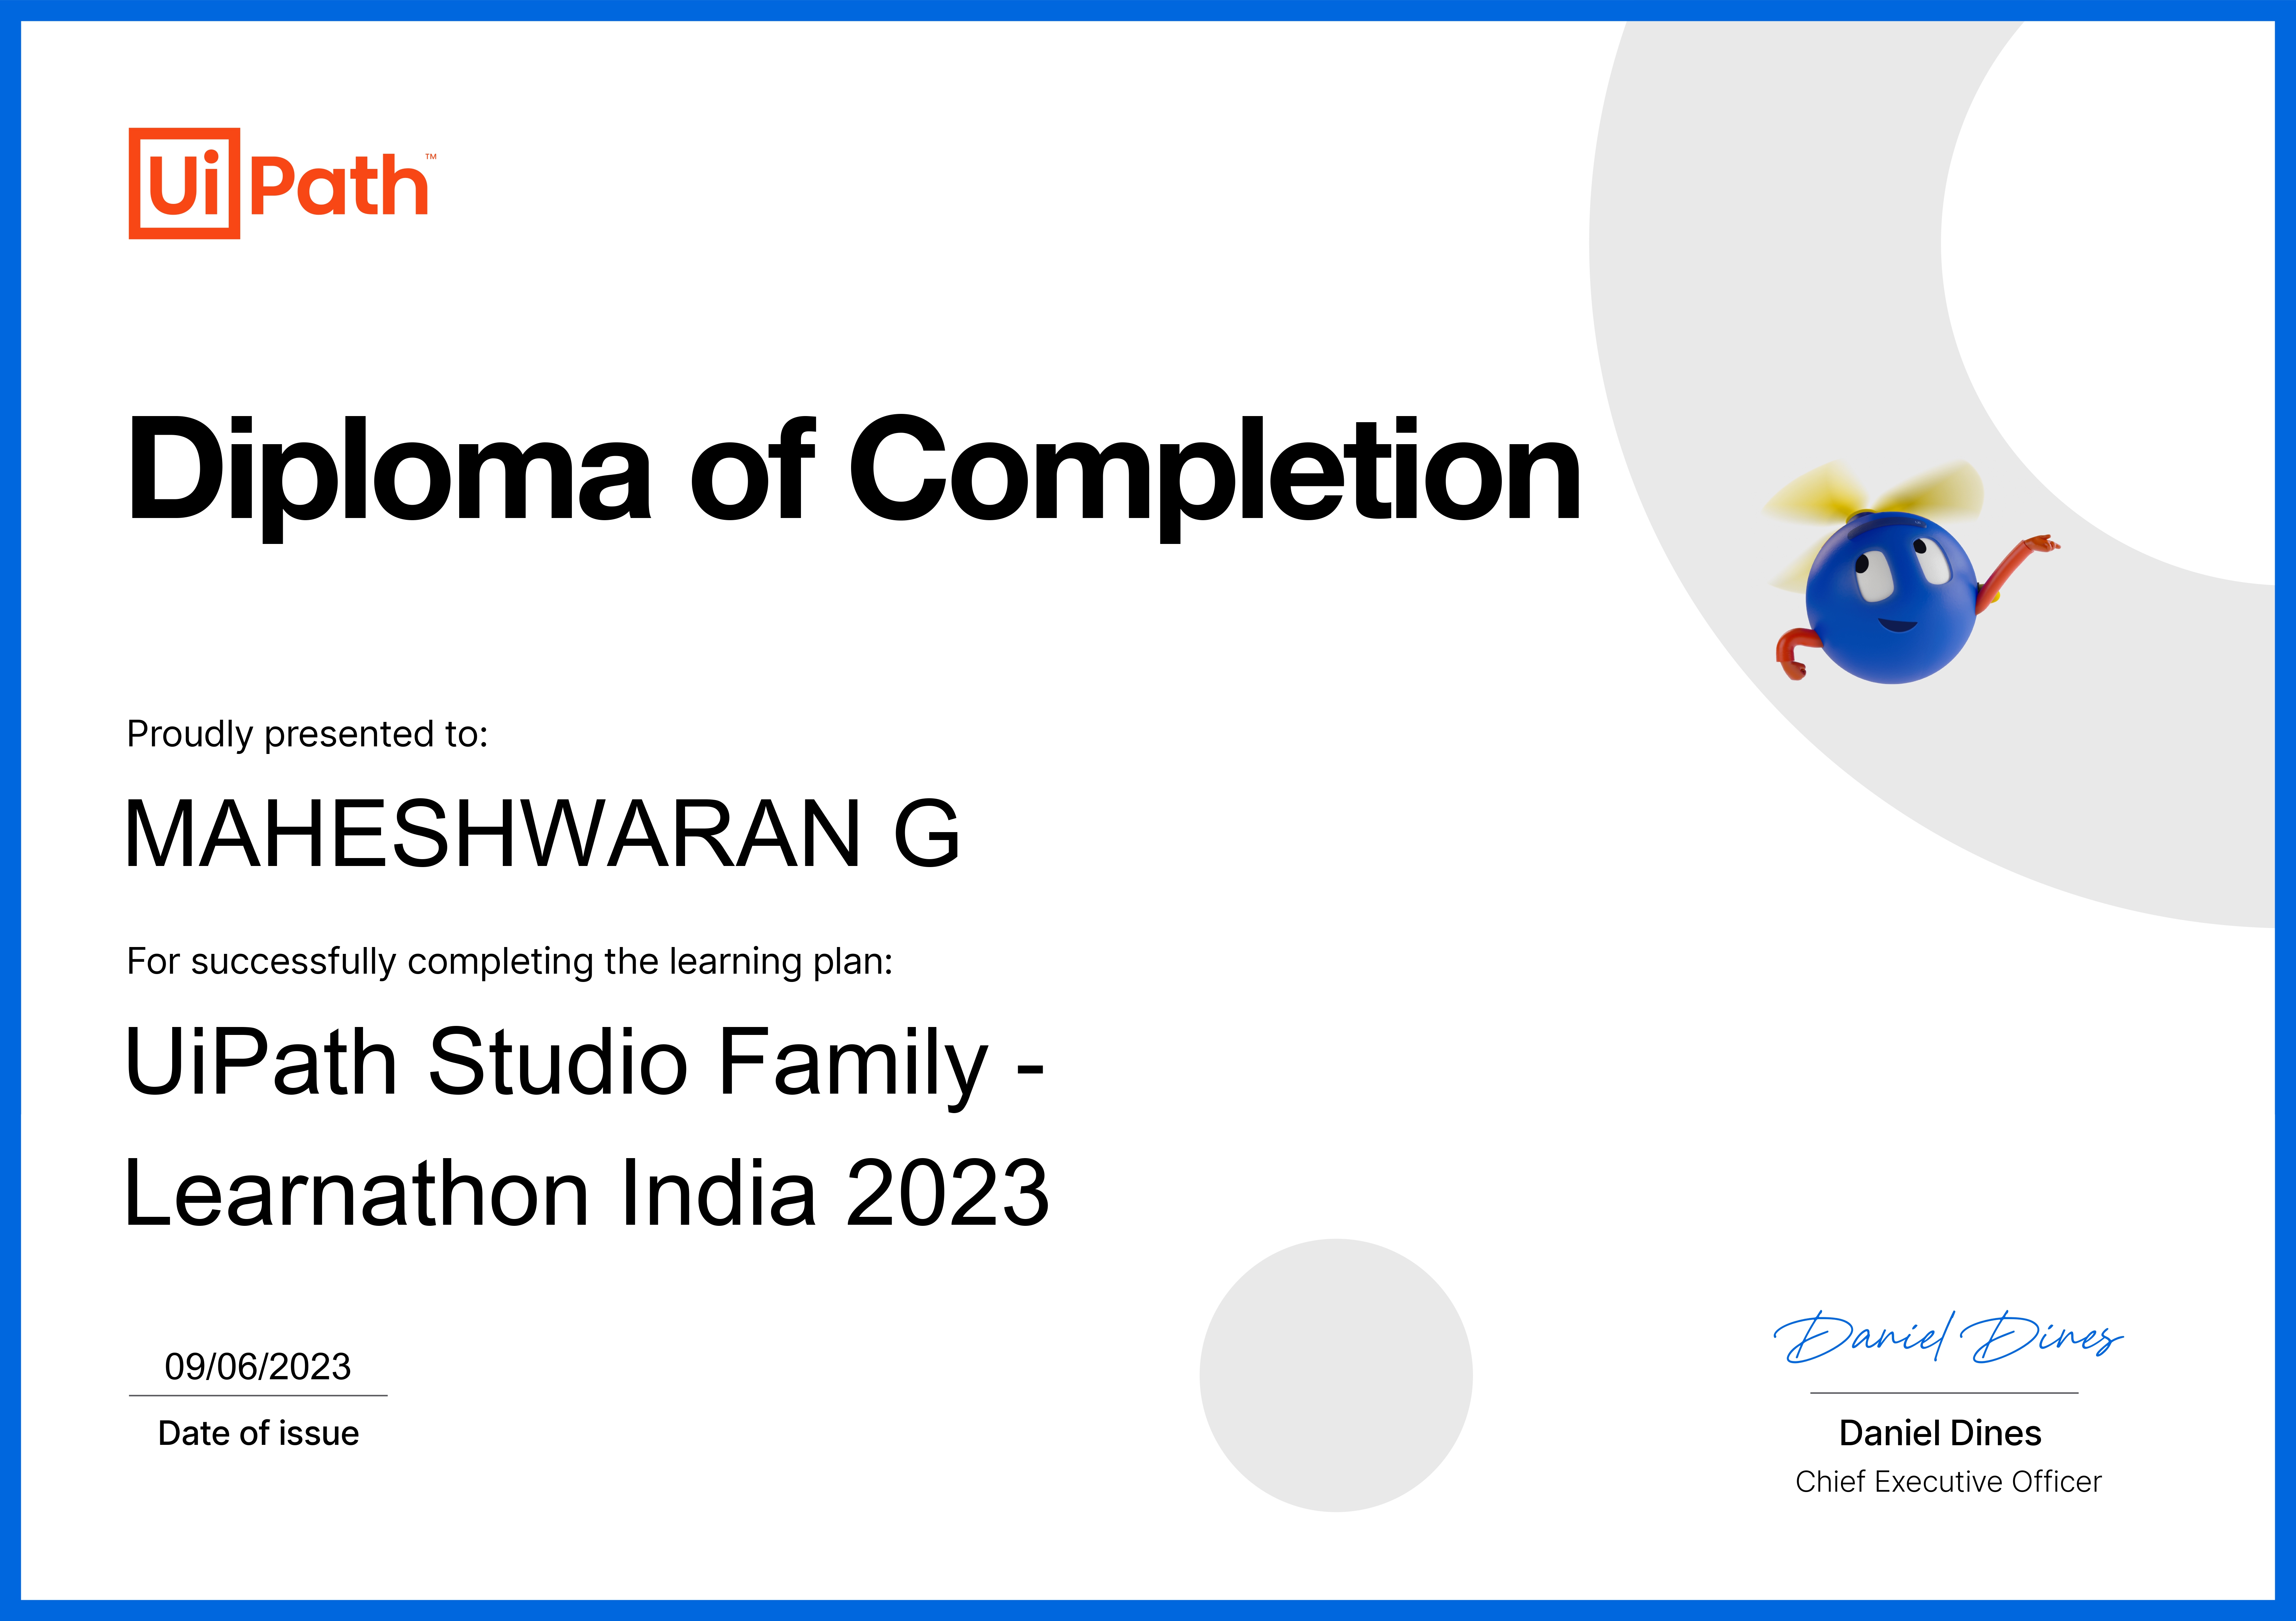 UiPath™
Diploma of Completion
Proudly presented to:
MAHESHWARAN G
For successfully completing the learning plan:
UiPath Studio Family -
Learnathon India 2023
09/06/2023
Date of issue
Daniel Dines
Daniel Dines
Chief Executive Officer